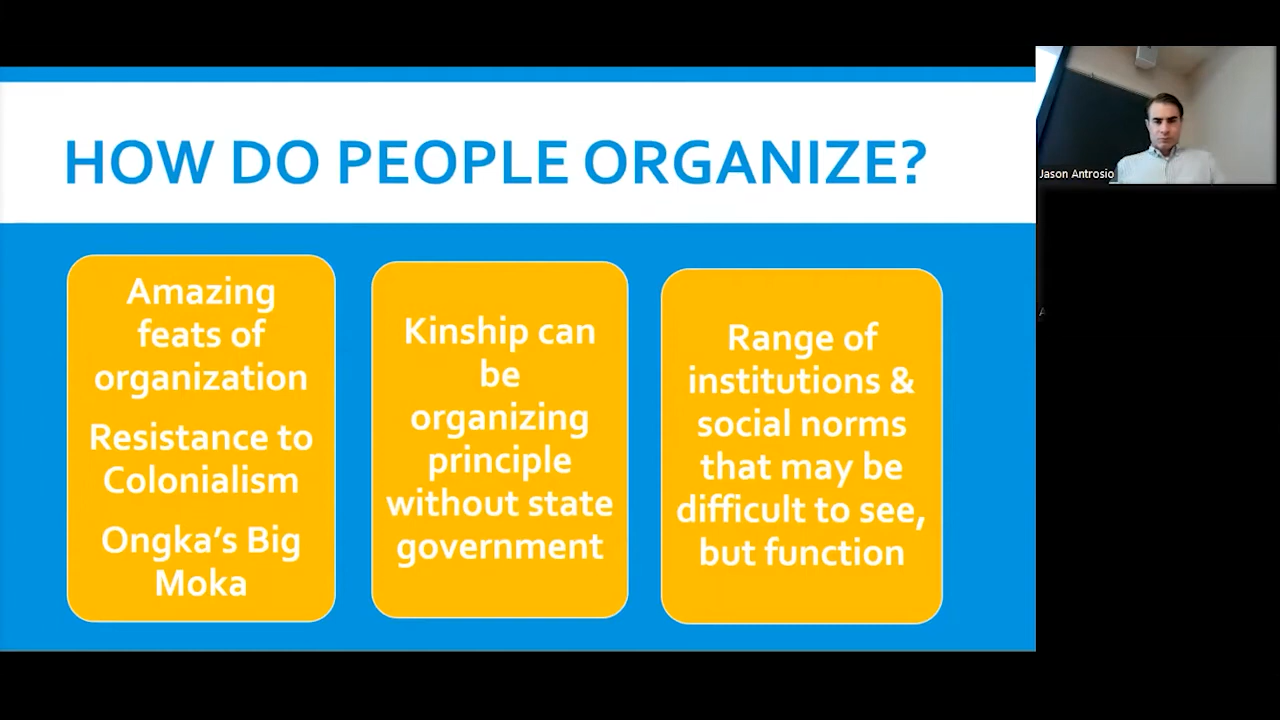 HOW DO PEOPLE ORGANIZE?
Amazing
feats of
organization
Resistance to
Colonialism
Ongka’s Big
Moka
Kinship can
be
organizing
principle
without state
government
Range of
institutions &
social norms
that may be
difficult to see,
but function
Jason Antrosio